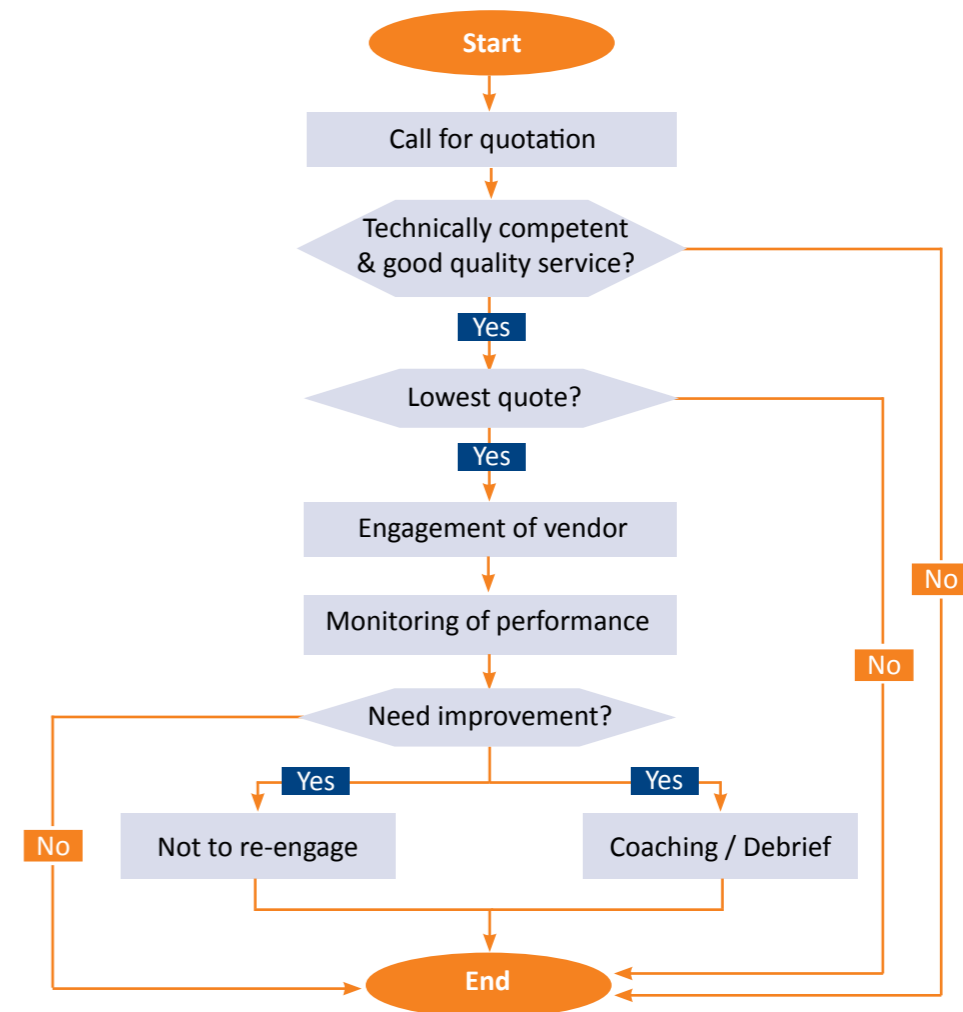 Start
Call for quotation
Technically competent
& good quality service?
Yes
Lowest quote?
Yes
Engagement of vendor
No
Monitoring of performance
No
Need improvement?
Yes
Yes
No
Not to re-engage
Coaching / Debrief
End